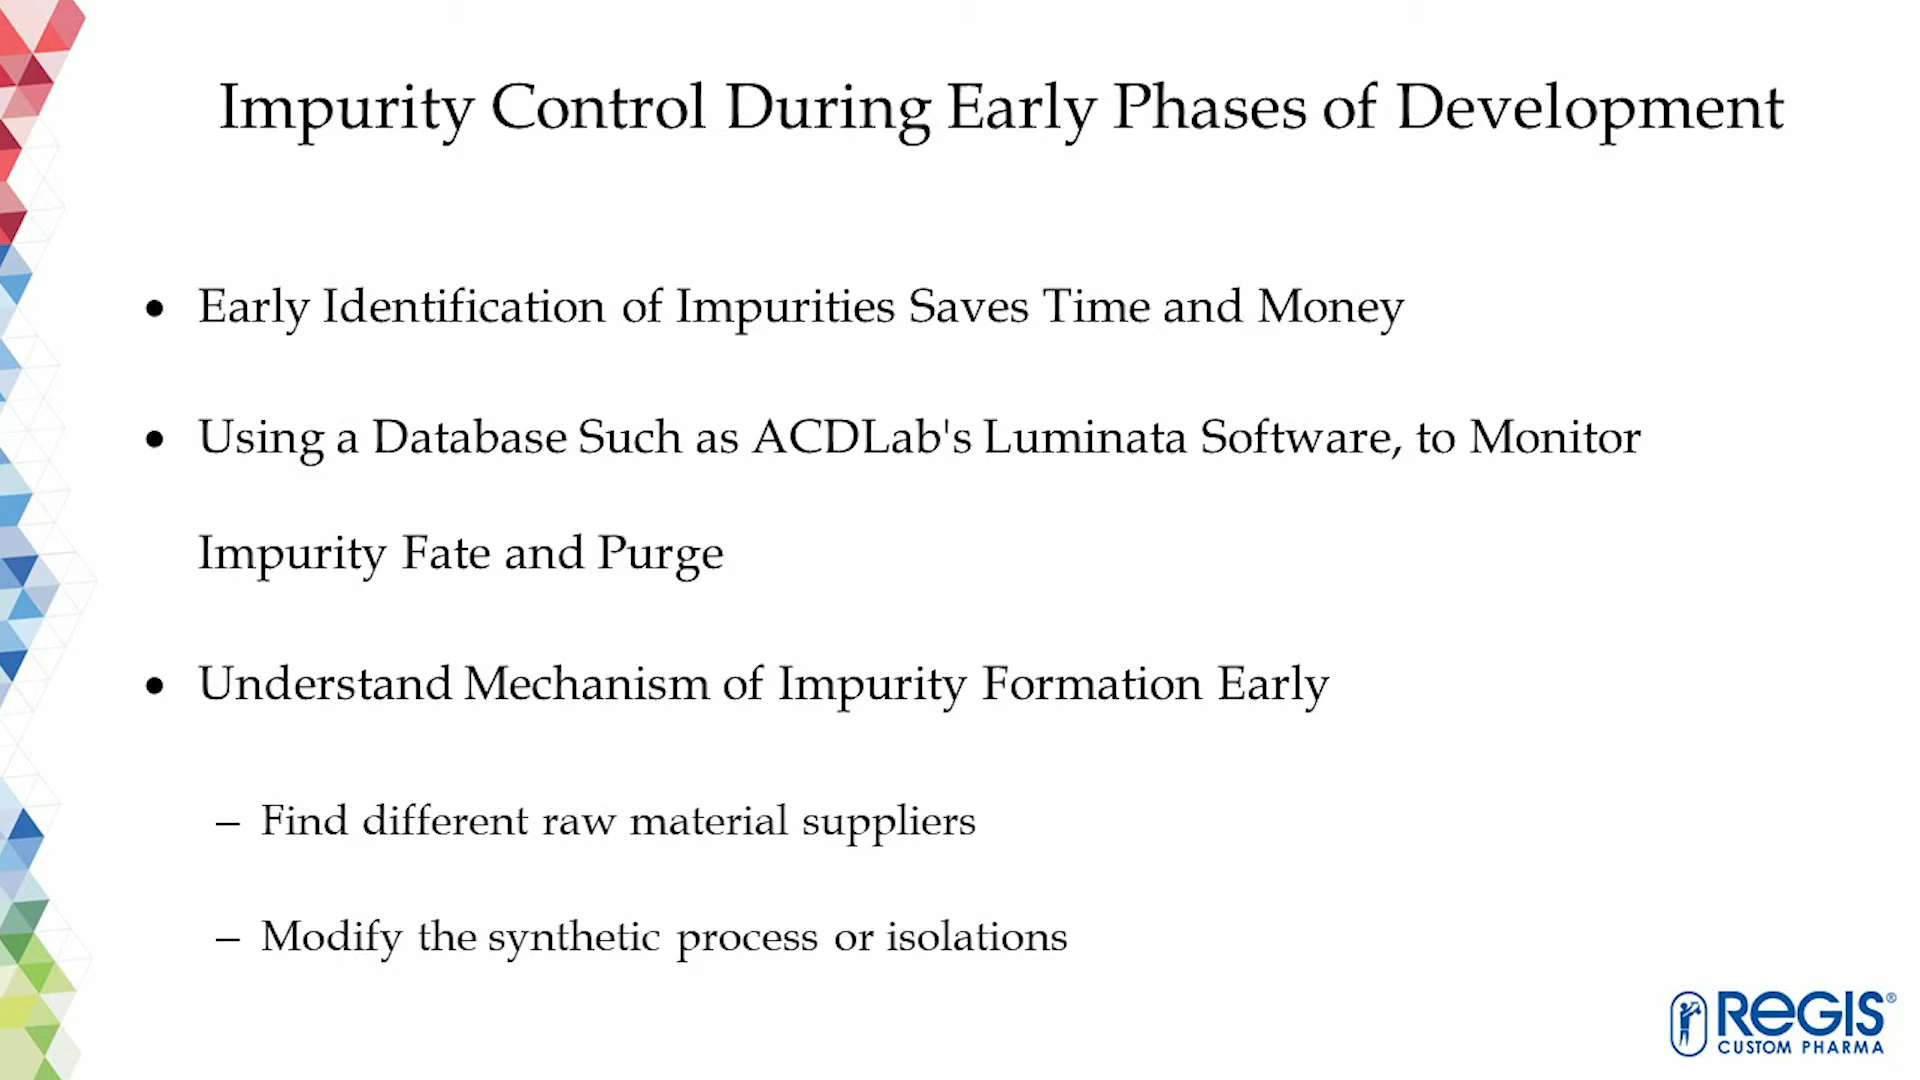 Impurity Control During Early Phases of Development
• Early Identification of Impurities Saves Time and Money
• Using a Database Such as ACDLab's Luminata Software, to Monitor
Impurity Fate and Purge
• Understand Mechanism of Impurity Formation Early
– Find different raw material suppliers
– Modify the synthetic process or isolations
REGIS®
CUSTOM PHARMA